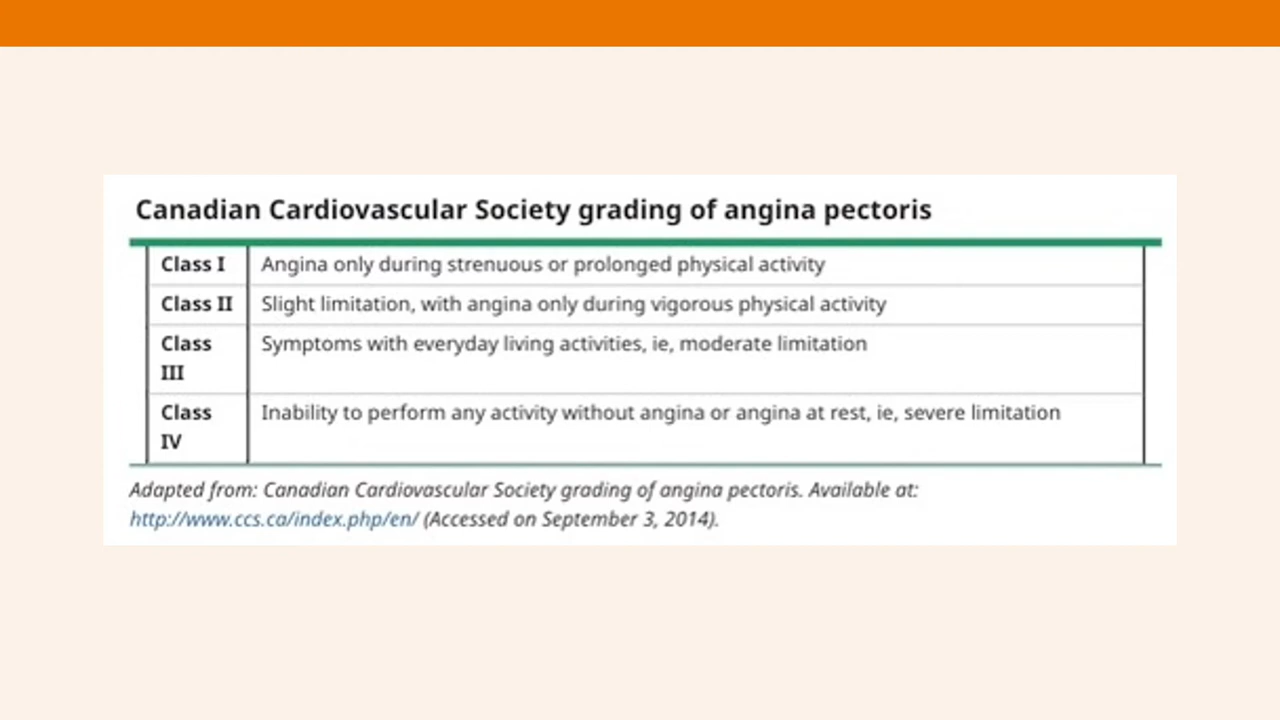 Canadian Cardiovascular Society grading of angina pectoris
Class I Angina only during strenuous or prolonged physical activity
Class II Slight limitation, with angina only during vigorous physical activity
Class Symptoms with everyday living activities, ie, moderate limitation
III
Class Inability to perform any activity without angina or angina at rest, ie, severe limitation
IV
Adapted from: Canadian Cardiovascular Society grading of angina pectoris. Available at:
http://www.ccs.ca/index.php/en/ (Accessed on September 3, 2014).